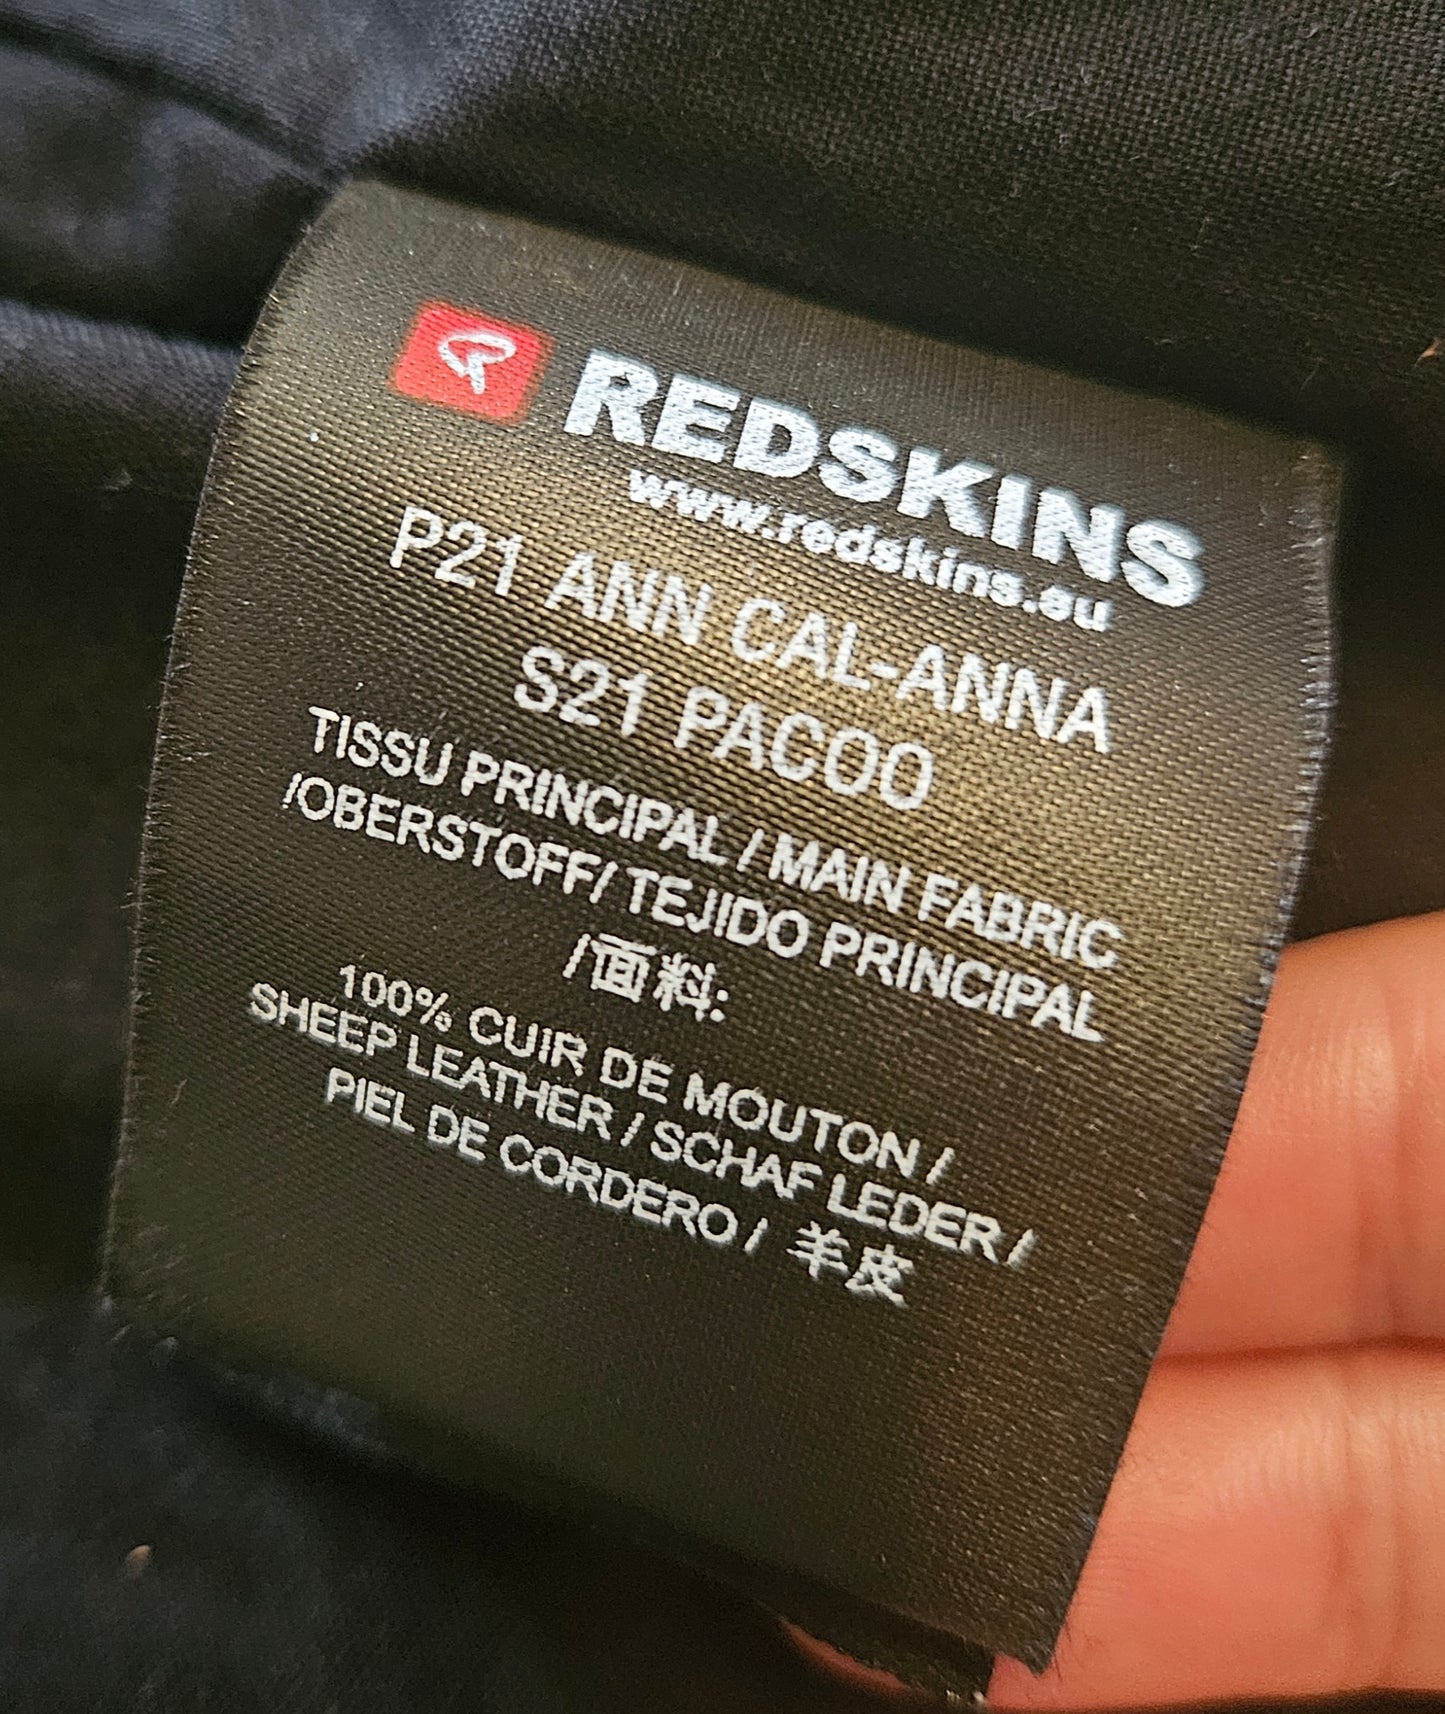 REDSKINS
www.redskins.eu
P21 ANN CAL-ANNA
S21 PACOO
TISSU PRINCIPAL / MAIN FABRIC
/OBERSTOFF/ TEJIDO PRINCIPAL
/面料:
100% CUIR DE MOUTON /
SHEEP LEATHER / SCHAF LEDER /
PIEL DE CORDERO / 羊皮